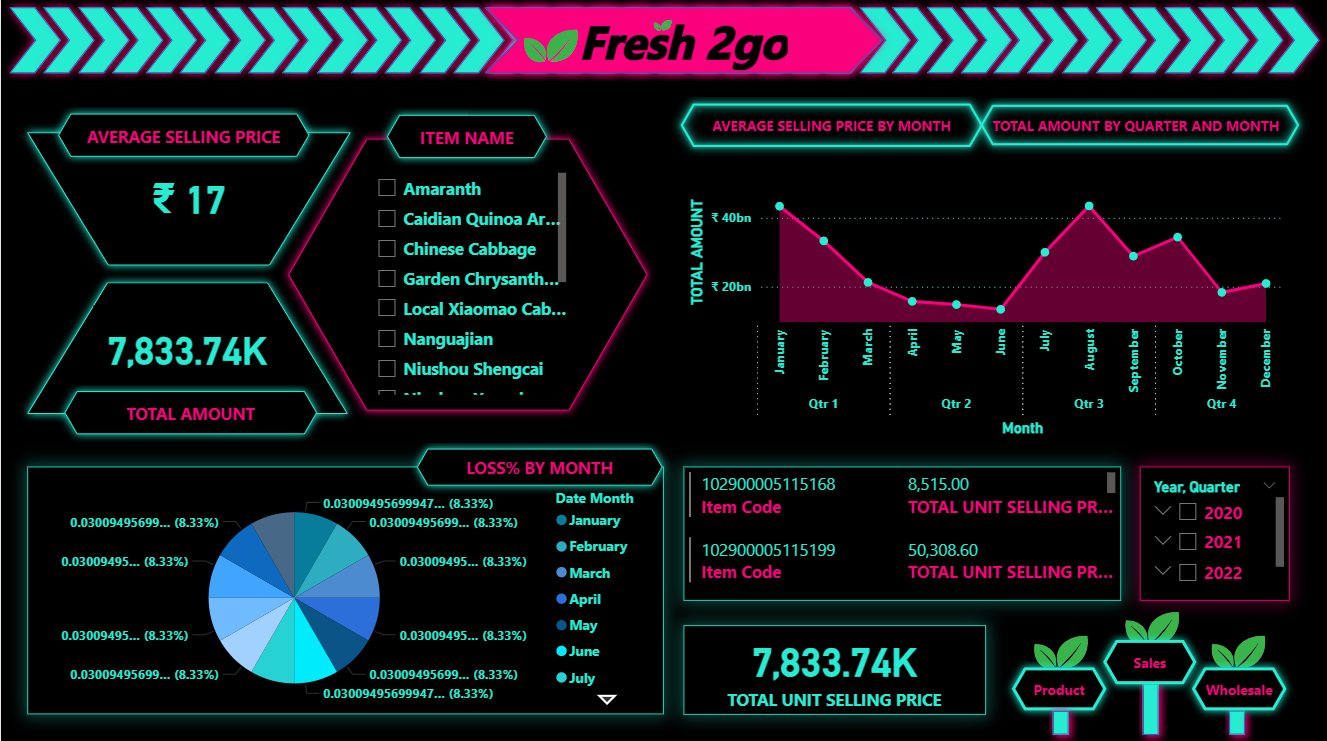 Fresh 2go
AVERAGE SELLING PRICE
₹ 17
7,833.74K
TOTAL AMOUNT
ITEM NAME
Amaranth
Caidian Quinoa Ar...
Chinese Cabbage
Garden Chrysanth...
Local Xiaomao Cab...
Nanguajian
Niushou Shengcai
AVERAGE SELLING PRICE BY MONTH
TOTAL AMOUNT BY QUARTER AND MONTH
TOTAL AMOUNT
₹ 40bn
₹ 20bn
January
February
March
April
May
June
July
August
September
October
November
December
Qtr 1
Qtr 2
Qtr 3
Qtr 4
Month
LOSS% BY MONTH
0.03009495699947... (8.33%)
0.03009495699... (8.33%)
0.03009495... (8.33%)
0.03009495... (8.33%)
0.03009495699... (8.33%)
0.03009495699947... (8.33%)
0.03009495699... (8.33%)
0.03009495... (8.33%)
0.03009495... (8.33%)
0.03009495699... (8.33%)
Date Month
January
February
March
April
May
June
July
102900005115168 8,515.00
Item Code TOTAL UNIT SELLING PR...
102900005115199 50,308.60
Item Code TOTAL UNIT SELLING PR...
Year, Quarter
2020
2021
2022
7,833.74K
TOTAL UNIT SELLING PRICE
Product
Sales
Wholesale